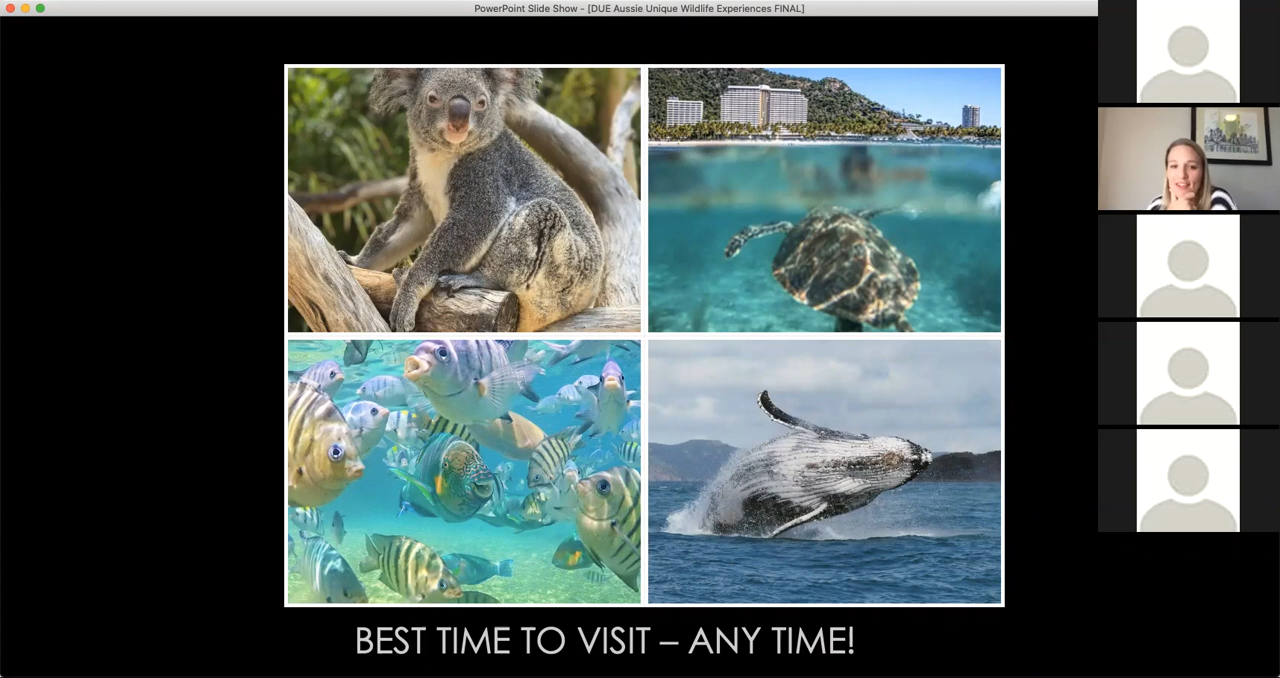 PowerPoint Slide Show - [DUE Aussie Unique Wildlife Experiences FINAL]
BEST TIME TO VISIT – ANY TIME!